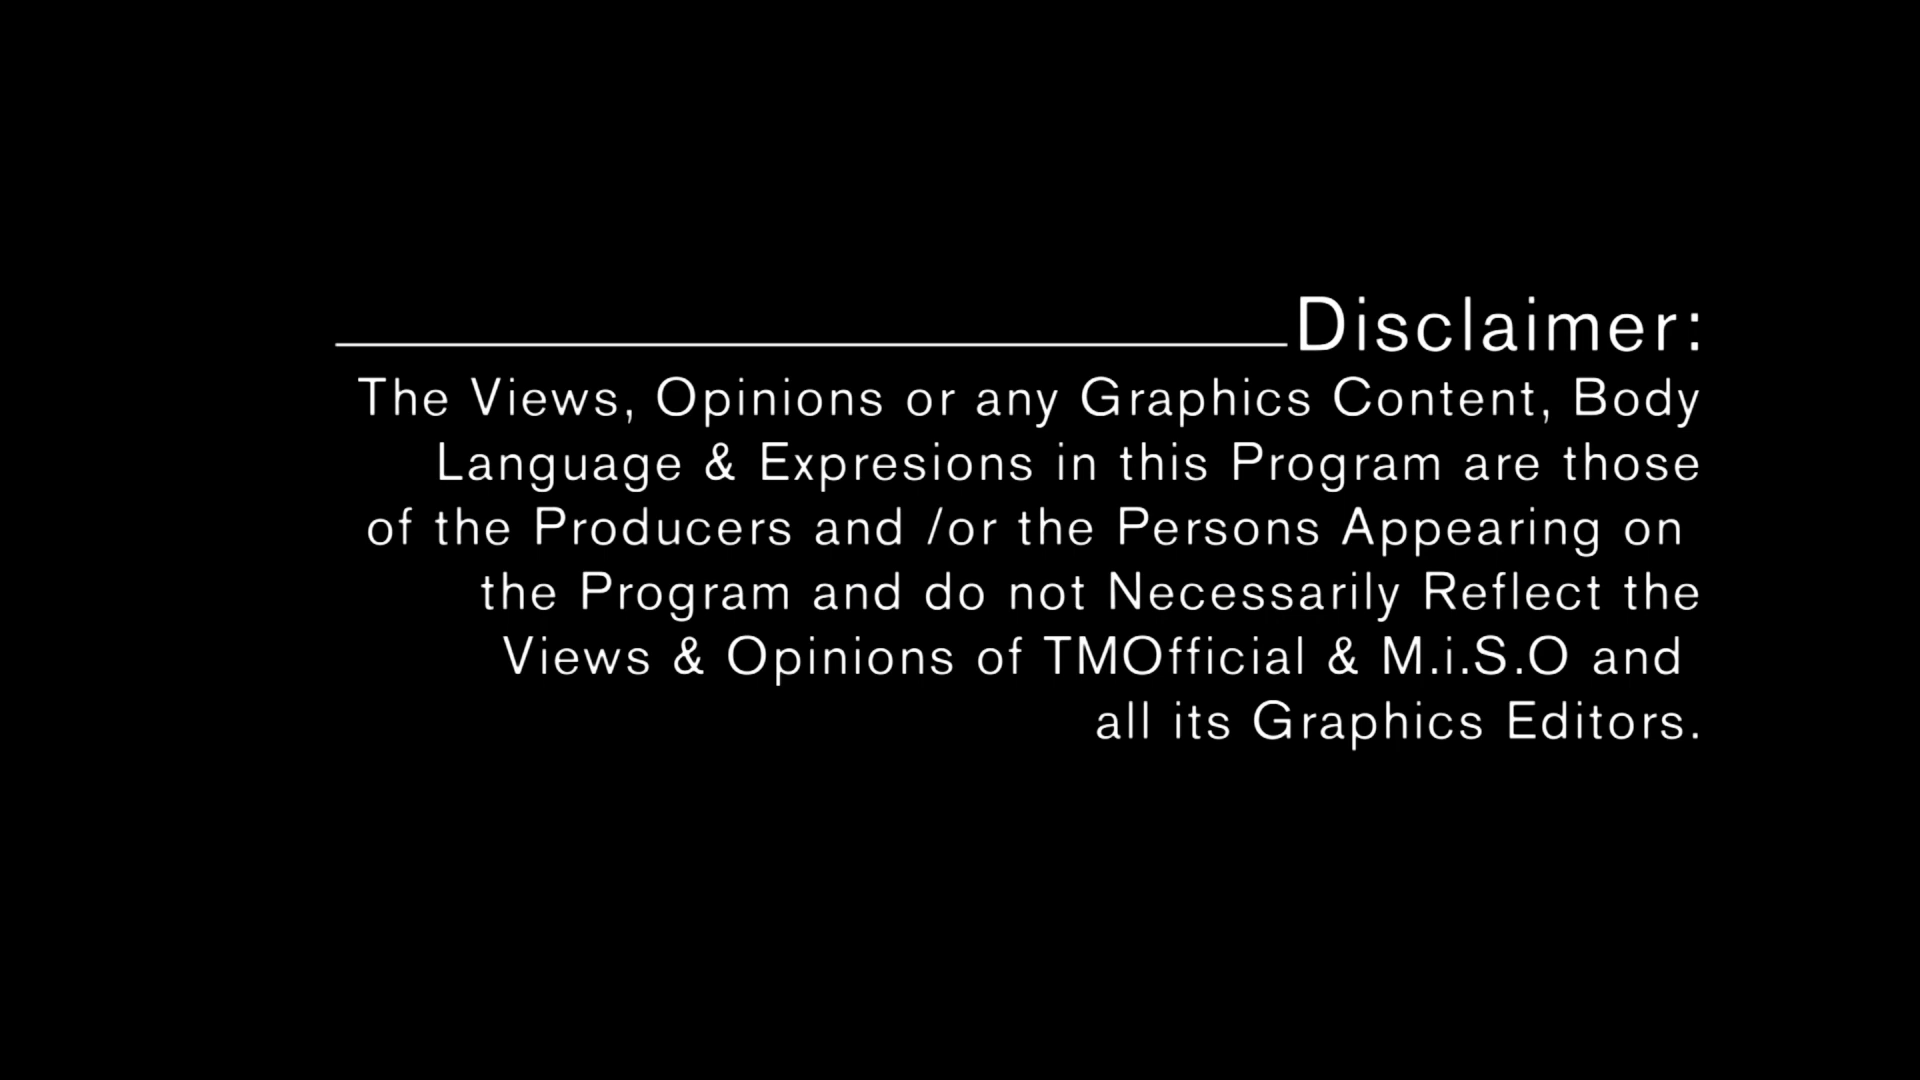 Disclaimer:
The Views, Opinions or any Graphics Content, Body
Language & Expresions in this Program are those
of the Producers and /or the Persons Appearing on
the Program and do not Necessarily Reflect the
Views & Opinions of TMOfficial & M.i.S.O and
all its Graphics Editors.